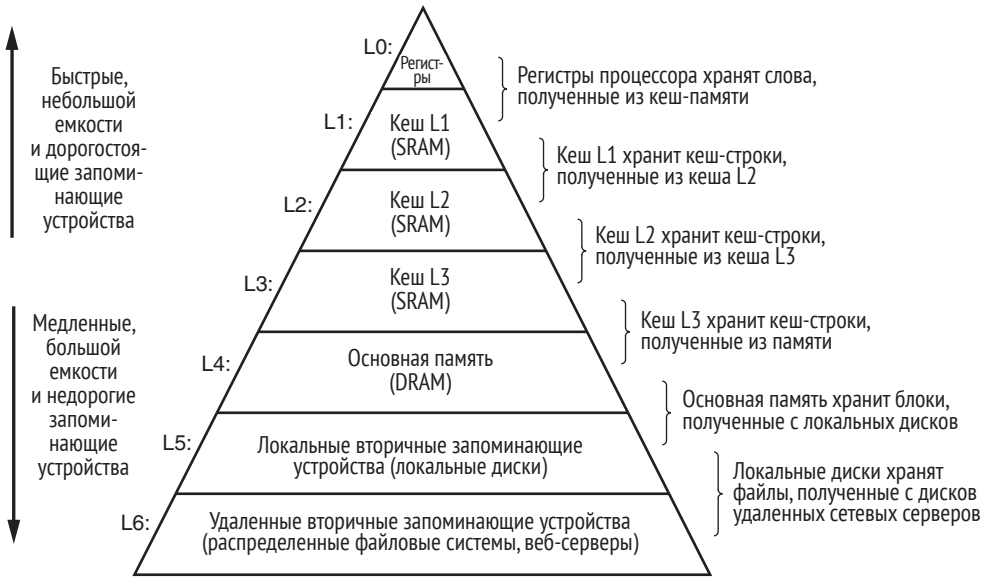 Быстрые,
небольшой
емкости
и дорогостоя-
щие запоми-
нающие
устройства
Медленные,
большой
емкости
и недорогие
запоми-
нающие
устройства
L0:
Регист-
ры
Регистры процессора хранят слова,
полученные из кеш-памяти
L1:
Кеш L1
(SRAM)
Кеш L1 хранит кеш-строки,
полученные из кеша L2
L2:
Кеш L2
(SRAM)
Кеш L2 хранит кеш-строки,
полученные из кеша L3
L3:
Кеш L3
(SRAM)
Кеш L3 хранит кеш-строки,
полученные из памяти
L4:
Основная память
(DRAM)
Основная память хранит блоки,
полученные с локальных дисков
L5:
Локальные вторичные запоминающие
устройства (локальные диски)
Локальные диски хранят
файлы, полученные с дисков
удаленных сетевых серверов
L6:
Удаленные вторичные запоминающие устройства
(распределенные файловые системы, веб-серверы)